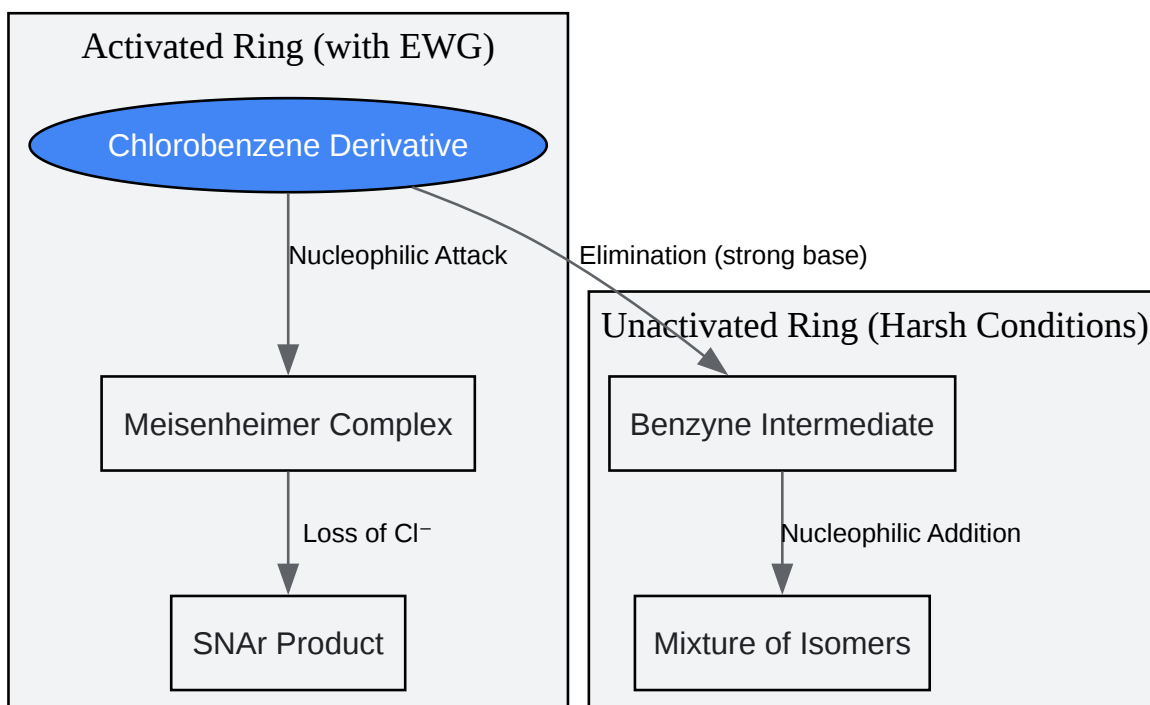 Activated Ring (with EWG)
Chlorobenzene Derivative
Nucleophilic Attack
Elimination (strong base)
Unactivated Ring (Harsh Conditions)
Meisenheimer Complex
Benzyne Intermediate
Loss of Cl⁻
Nucleophilic Addition
SNAr Product
Mixture of Isomers